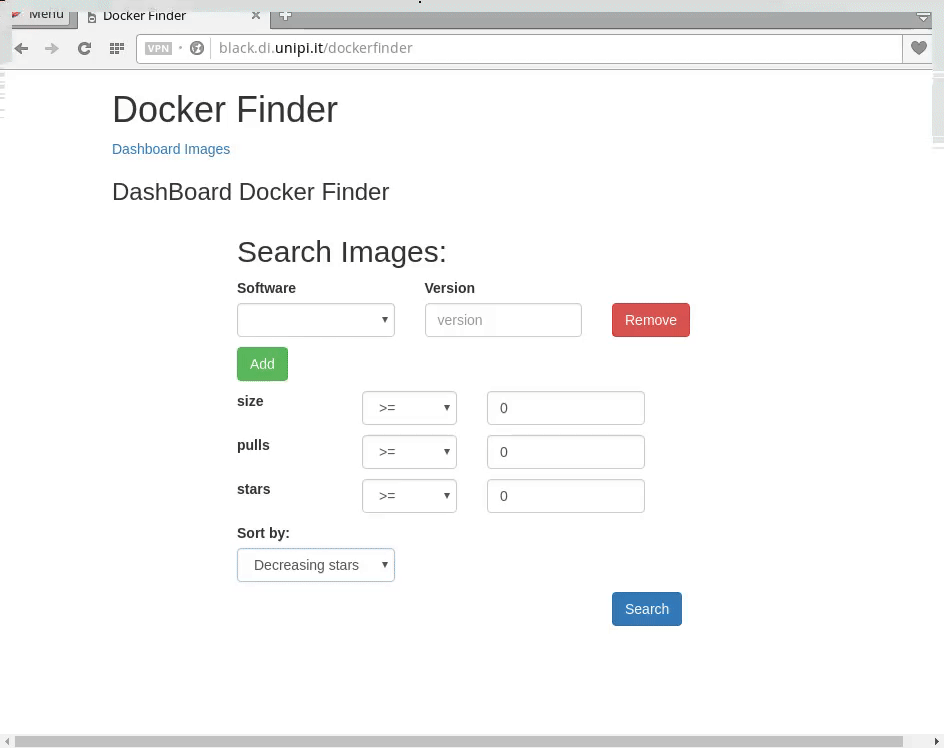 Menu
Docker Finder
VPN black.di.unipi.it/dockerfinder
Docker Finder
Dashboard Images
DashBoard Docker Finder
Search Images:
Software Version
version Remove
Add
size >= 0
pulls >= 0
stars >= 0
Sort by:
Decreasing stars
Search